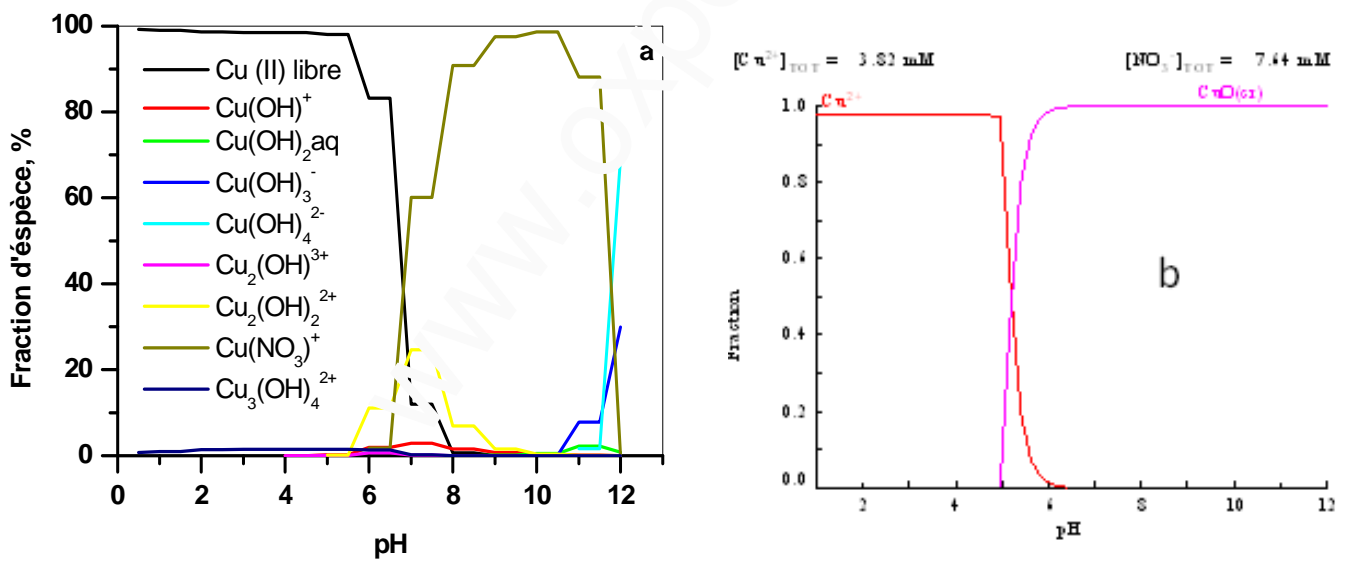 100
80
60
40
20
0
Fraction d'éspèce, %
a
Cu (II) libre
Cu(OH)⁺
Cu(OH)₂aq
Cu(OH)₃⁻
Cu(OH)₄²⁻
Cu₂(OH)³⁺
Cu₂(OH)₂²⁺
Cu(NO₃)⁺
Cu₃(OH)₄²⁺
0 2 4 6 8 10 12
pH
[Cu²⁺]TOT = 3.82 mM
[NO₃⁻]TOT = 7.64 mM
Cu²⁺
CuO(cr)
1.0
0.8
0.6
0.4
0.2
0.0
Fraction
b
2 4 6 8 10 12
pH